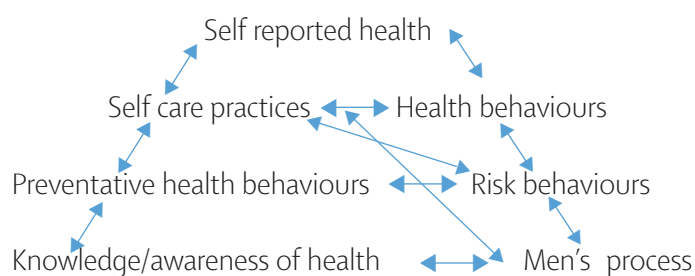 Self reported health
Self care practices Health behaviours
Preventative health behaviours Risk behaviours
Knowledge/awareness of health Men's process